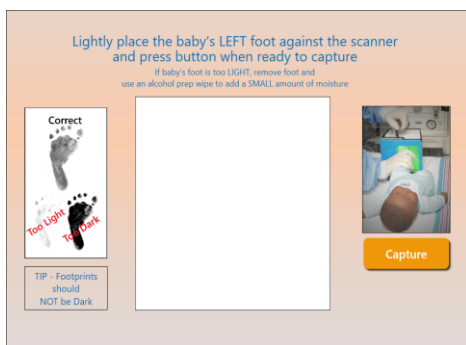 Lightly place the baby's LEFT foot against the scanner
and press button when ready to capture
If baby's foot is too LIGHT, remove foot and
use an alcohol prep wipe to add a SMALL amount of moisture
Correct
Too Light
Too Dark
TIP - Footprints
should
NOT be Dark
Capture